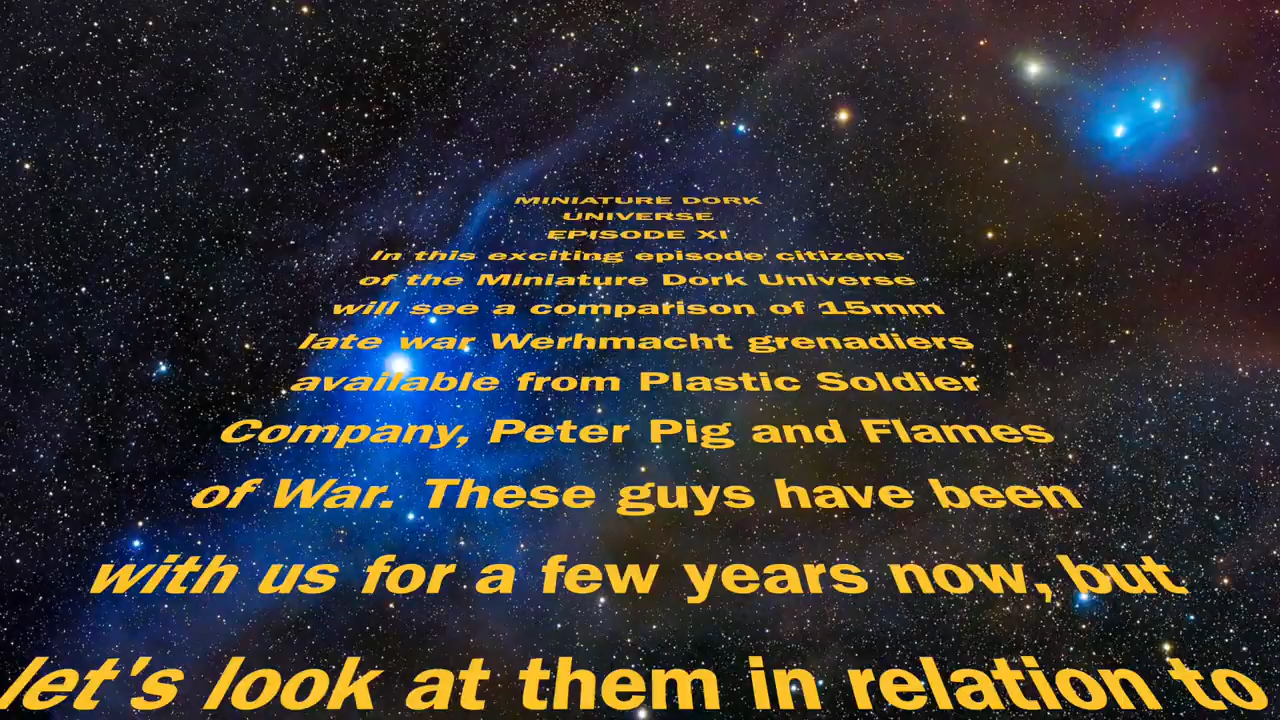 MINIATURE DORK
UNIVERSE
EPISODE XI
In this exciting episode citizens
of the Miniature Dork Universe
will see a comparison of 15mm
late war Werhmacht grenadiers
available from Plastic Soldier
Company, Peter Pig and Flames
of War. These guys have been
with us for a few years now, but
let's look at them in relation to